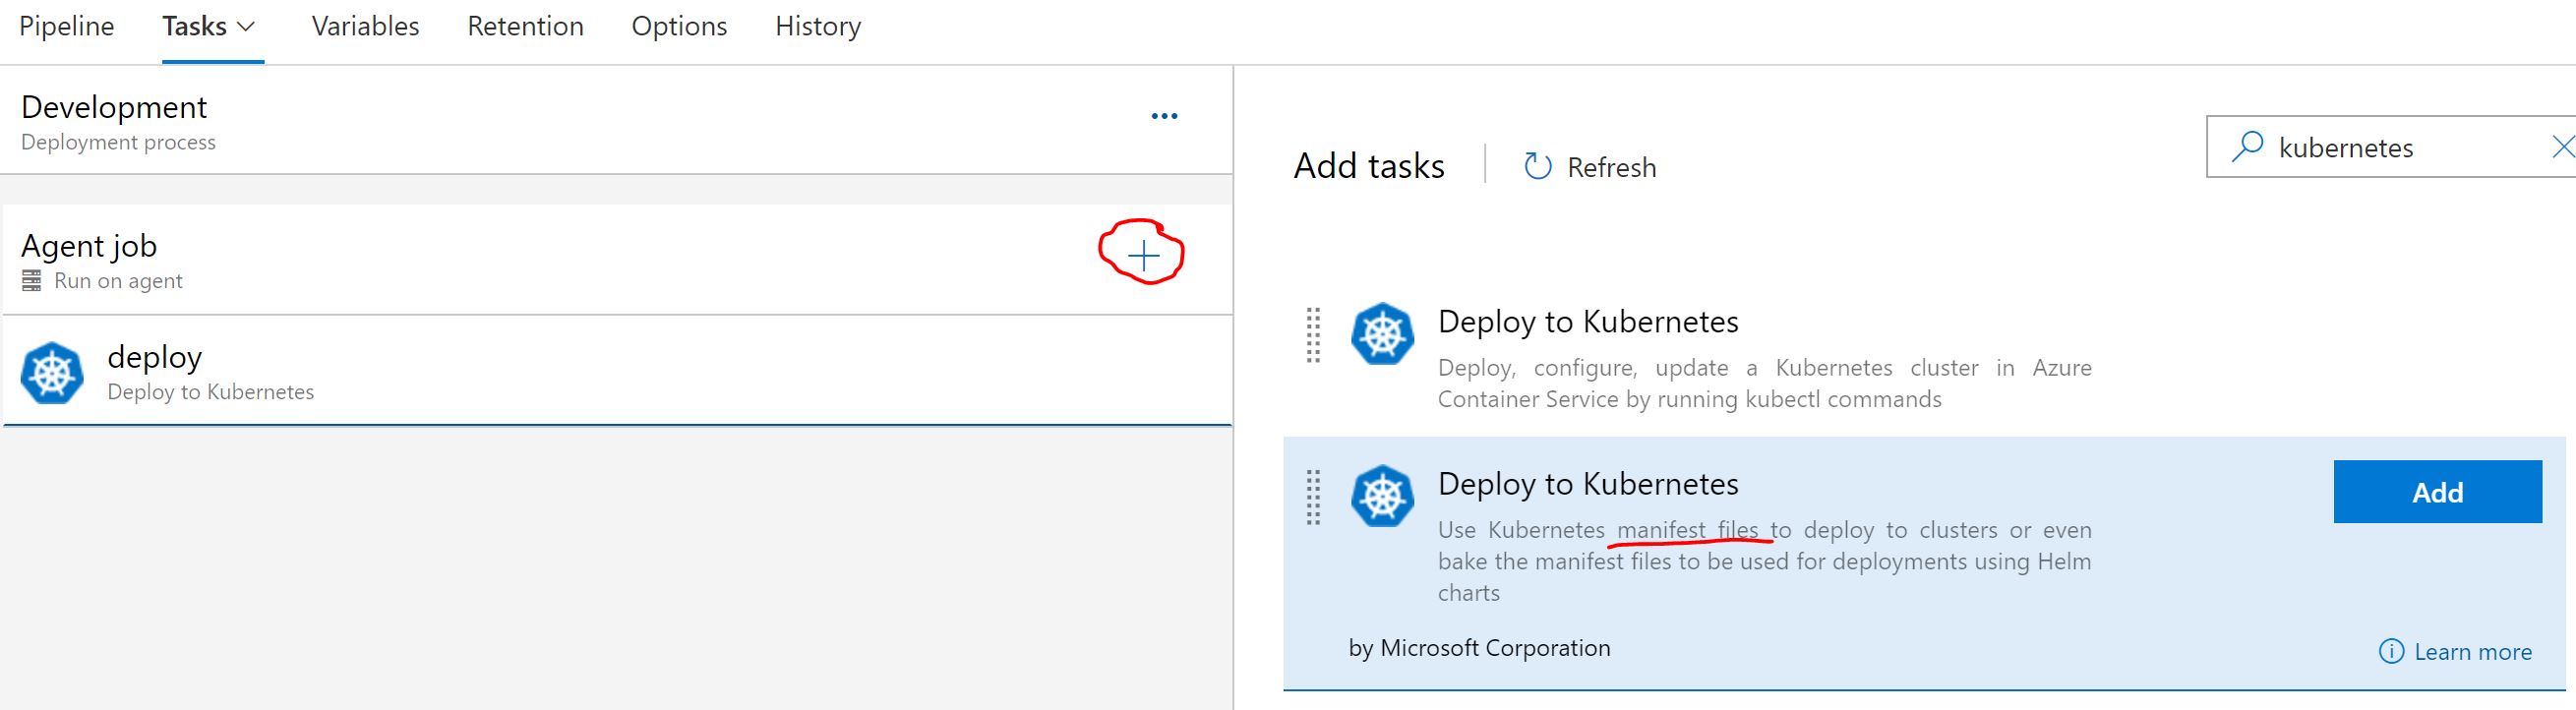 Pipeline Tasks Variables Retention Options History
Development
Deployment process
Agent job
Run on agent
deploy
Deploy to Kubernetes
Add tasks Refresh kubernetes
Deploy to Kubernetes
Deploy, configure, update a Kubernetes cluster in Azure
Container Service by running kubectl commands
Deploy to Kubernetes
Add
Use Kubernetes manifest files to deploy to clusters or even
bake the manifest files to be used for deployments using Helm
charts
by Microsoft Corporation
Learn more